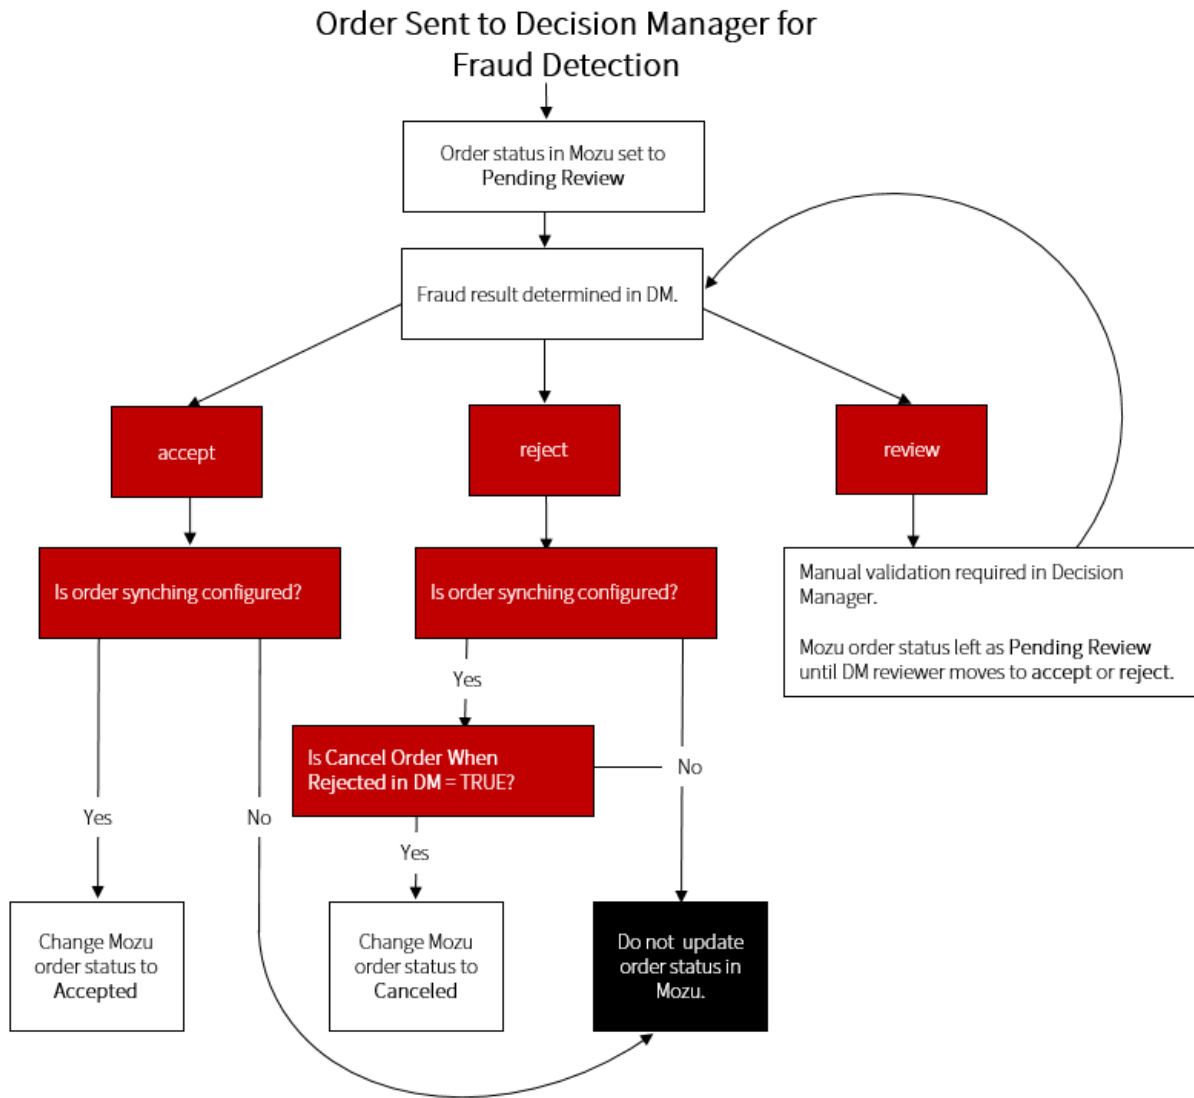 Order Sent to Decision Manager for
Fraud Detection
Order status in Mozu set to
Pending Review
Fraud result determined in DM.
accept
reject
review
Is order synching configured?
Is order synching configured?
Manual validation required in Decision
Manager.
Mozu order status left as Pending Review
until DM reviewer moves to accept or reject.
Yes
Is Cancel Order When
Rejected in DM = TRUE?
No
Yes
No
Yes
Change Mozu
order status to
Accepted
Change Mozu
order status to
Canceled
Do not update
order status in
Mozu.